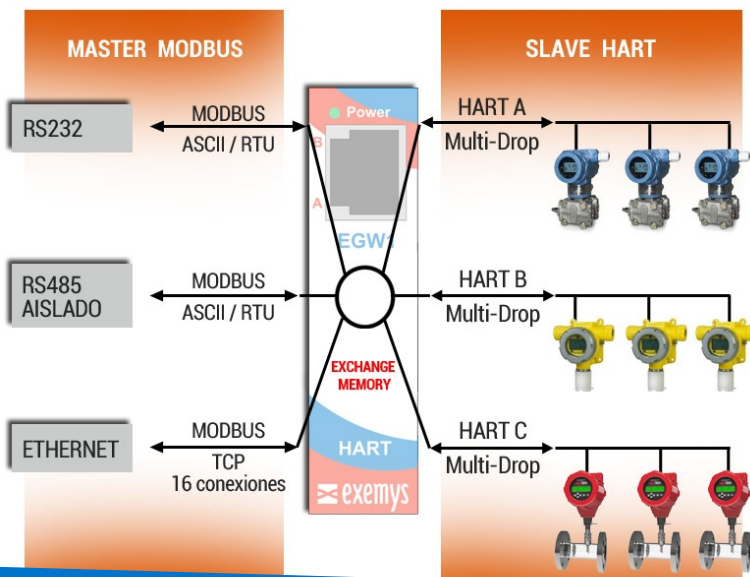 MASTER MODBUS
SLAVE HART
RS232
MODBUS
ASCII / RTU
Power
B
A
EGW1
HART A
Multi-Drop
RS485
AISLADO
MODBUS
ASCII / RTU
HART B
Multi-Drop
EXCHANGE
MEMORY
ETHERNET
MODBUS
TCP
16 conexiones
HART
exemys
HART C
Multi-Drop